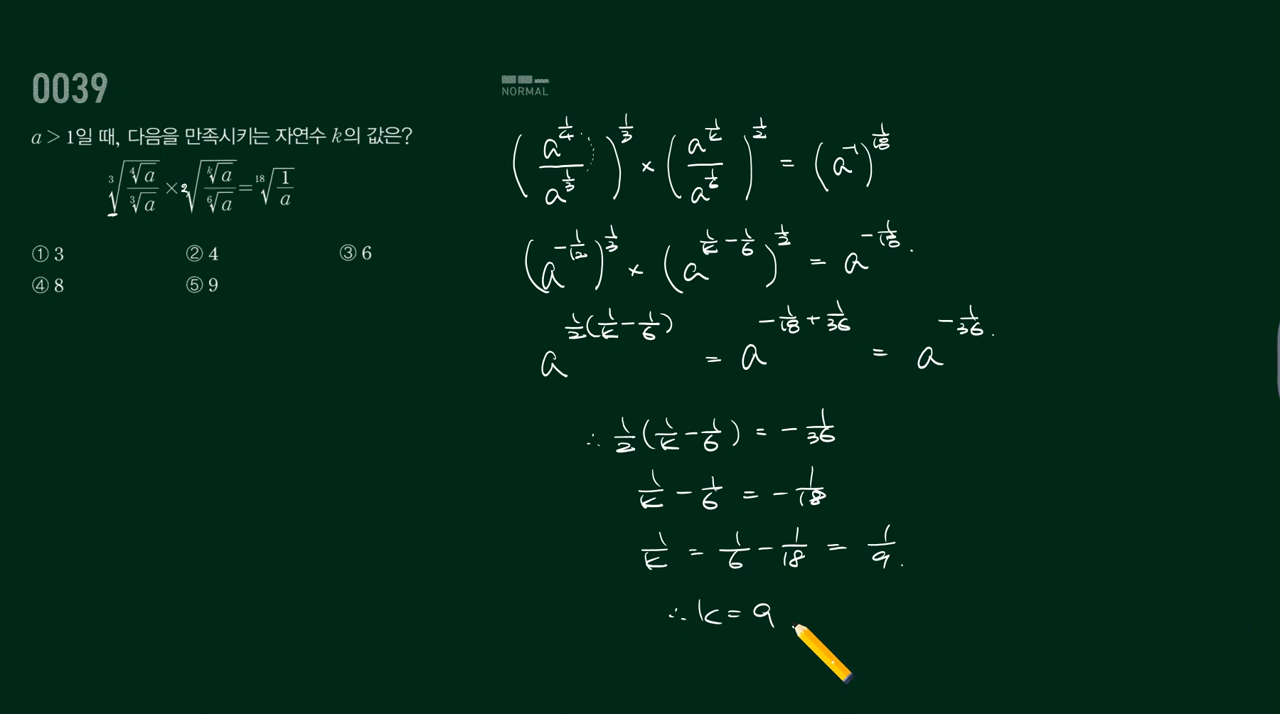 0039
a > 1일 때, 다음을 만족시키는 자연수 k의 값은?
∛(∜a / ∛a) × ²√(ᵏ√a / ⁶√a) = ¹⁸√(1/a)
① 3 ② 4 ③ 6
④ 8 ⑤ 9
NORMAL
(a^(1/4) / a^(1/3))^(1/3) × (a^(1/k) / a^(1/6))^(1/2) = (a^(-1))^(1/18)
(a^(-1/12))^(1/3) × (a^(1/k - 1/6))^(1/2) = a^(-1/18).
a^(1/2(1/k - 1/6)) = a^(-1/18 + 1/36) = a^(-1/36).
∴ 1/2(1/k - 1/6) = - 1/36
1/k - 1/6 = - 1/18
1/k = 1/6 - 1/18 = 1/9.
∴ k = 9